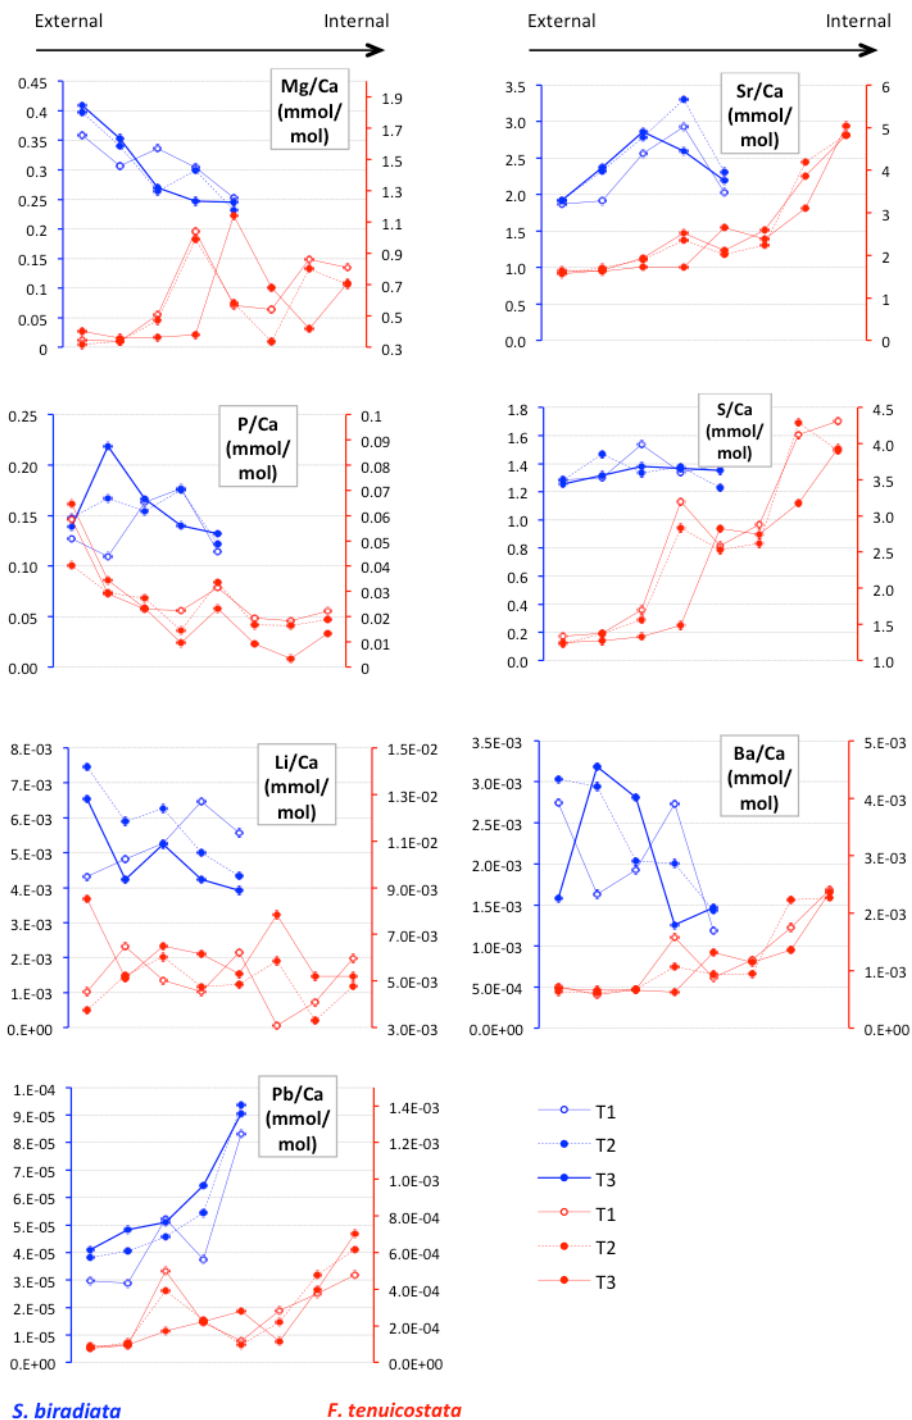 External Internal
External Internal
Mg/Ca
(mmol/
mol)
0.45
0.4
0.35
0.3
0.25
0.2
0.15
0.1
0.05
0
1.9
1.7
1.5
1.3
1.1
0.9
0.7
0.5
0.3
Sr/Ca
(mmol/
mol)
3.5
3.0
2.5
2.0
1.5
1.0
0.5
0.0
6
5
4
3
2
1
0
P/Ca
(mmol/
mol)
0.25
0.20
0.15
0.10
0.05
0.00
0.1
0.09
0.08
0.07
0.06
0.05
0.04
0.03
0.02
0.01
0
S/Ca
(mmol/
mol)
1.8
1.6
1.4
1.2
1.0
0.8
0.6
0.4
0.2
0.0
4.5
4.0
3.5
3.0
2.5
2.0
1.5
1.0
Li/Ca
(mmol/
mol)
8.E-03
7.E-03
6.E-03
5.E-03
4.E-03
3.E-03
2.E-03
1.E-03
0.E+00
1.5E-02
1.3E-02
1.1E-02
9.0E-03
7.0E-03
5.0E-03
3.0E-03
Ba/Ca
(mmol/
mol)
3.5E-03
3.0E-03
2.5E-03
2.0E-03
1.5E-03
1.0E-03
5.0E-04
0.0E+00
5.E-03
4.E-03
3.E-03
2.E-03
1.E-03
0.E+00
Pb/Ca
(mmol/
mol)
1.E-04
9.E-05
8.E-05
7.E-05
6.E-05
5.E-05
4.E-05
3.E-05
2.E-05
1.E-05
0.E+00
1.4E-03
1.2E-03
1.0E-03
8.0E-04
6.0E-04
4.0E-04
2.0E-04
0.0E+00
T1
T2
T3
T1
T2
T3
S. biradiata F. tenuicostata